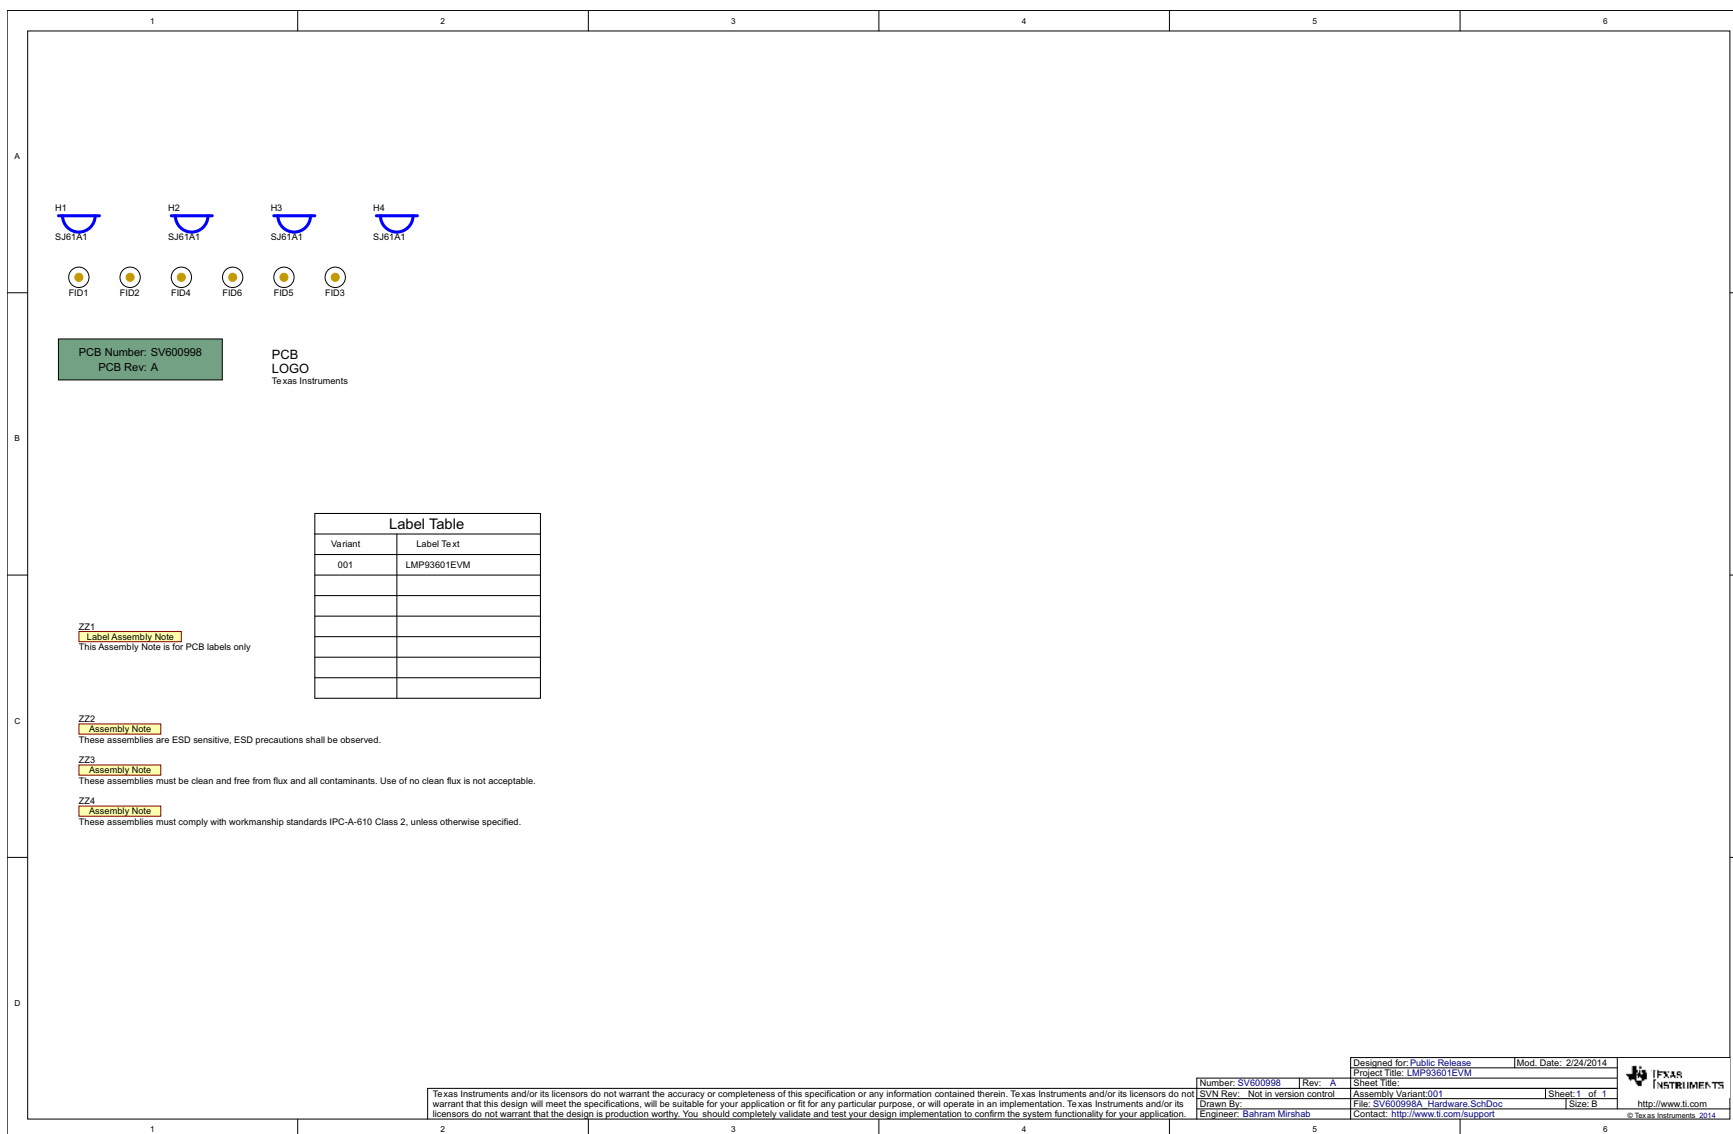 1 2 3 4 5 6
A
H1 H2 H3 H4
SJ61A1 SJ61A1 SJ61A1 SJ61A1
FID1 FID2 FID4 FID6 FID5 FID3
PCB Number: SV600998
PCB Rev: A
PCB
LOGO
Texas Instruments
B
Label Table
Variant Label Text
001 LMP93601EVM
ZZ1
Label Assembly Note
This Assembly Note is for PCB labels only
C
ZZ2
Assembly Note
These assemblies are ESD sensitive, ESD precautions shall be observed.
ZZ3
Assembly Note
These assemblies must be clean and free from flux and all contaminants. Use of no clean flux is not acceptable.
ZZ4
Assembly Note
These assemblies must comply with workmanship standards IPC-A-610 Class 2, unless otherwise specified.
D
Texas Instruments and/or its licensors do not warrant the accuracy or completeness of this specification or any information contained therein. Texas Instruments and/or its licensors do not
warrant that this design will meet the specifications, will be suitable for your application or fit for any particular purpose, or will operate in an implementation. Texas Instruments and/or its
licensors do not warrant that the design is production worthy. You should completely validate and test your design implementation to confirm the system functionality for your application.
Number: SV600998 Rev: A
SVN Rev: Not in version control
Drawn By:
Engineer: Bahram Mirshab
Designed for: Public Release Mod. Date: 2/24/2014
Project Title: LMP93601EVM
Sheet Title:
Assembly Variant: 001 Sheet: 1 of 1
File: SV600998A_Hardware.SchDoc Size: B
Contact: http://www.ti.com/support
TEXAS
INSTRUMENTS
http://www.ti.com
© Texas Instruments 2014
1 2 3 4 5 6